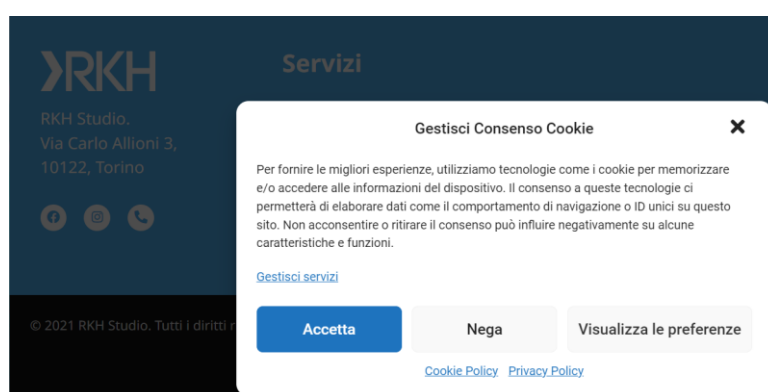 RKH
Servizi
RKH Studio.
Via Carlo Allioni 3,
10122, Torino
Gestisci Consenso Cookie
Per fornire le migliori esperienze, utilizziamo tecnologie come i cookie per memorizzare
e/o accedere alle informazioni del dispositivo. Il consenso a queste tecnologie ci
permetterà di elaborare dati come il comportamento di navigazione o ID unici su questo
sito. Non acconsentire o ritirare il consenso può influire negativamente su alcune
caratteristiche e funzioni.
Gestisci servizi
© 2021 RKH Studio. Tutti i diritti r
Accetta Nega Visualizza le preferenze
Cookie Policy Privacy Policy